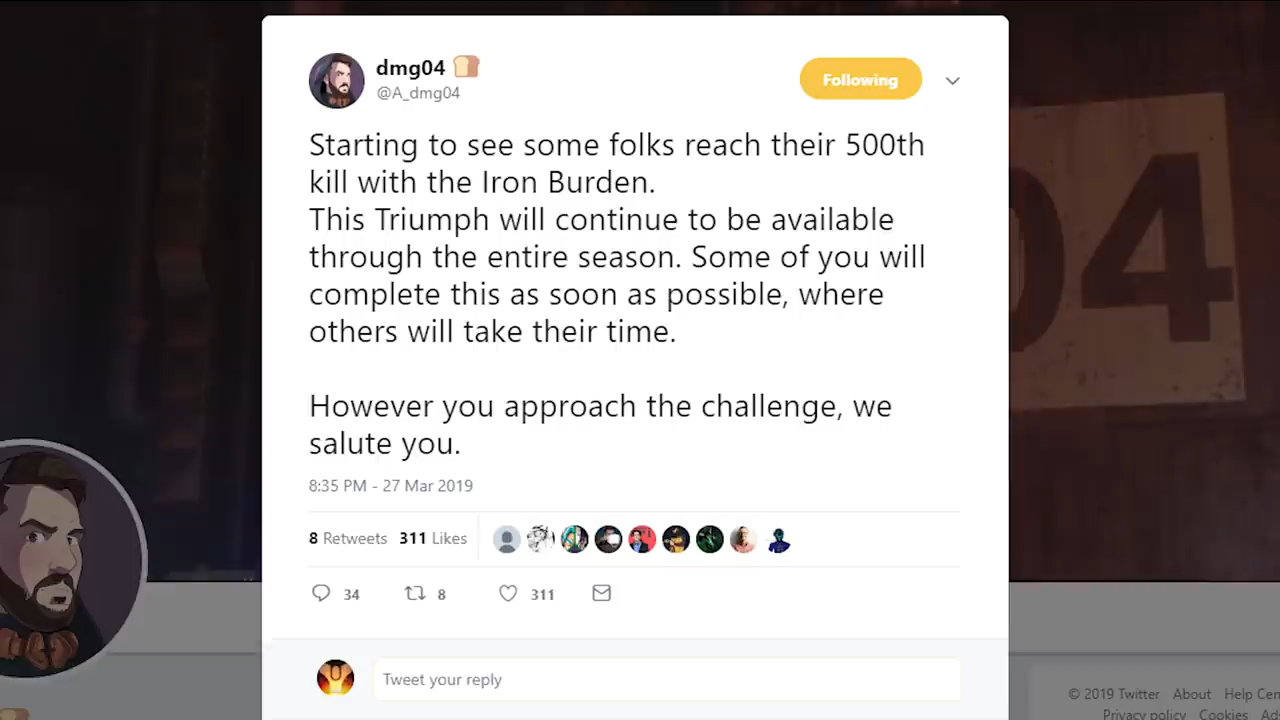 dmg04
@A_dmg04
Following
Starting to see some folks reach their 500th
kill with the Iron Burden.
This Triumph will continue to be available
through the entire season. Some of you will
complete this as soon as possible, where
others will take their time.
However you approach the challenge, we
salute you.
8:35 PM - 27 Mar 2019
8 Retweets 311 Likes
34 8 311
Tweet your reply
04
© 2019 Twitter About Help Cen
Privacy policy Cookies Ad